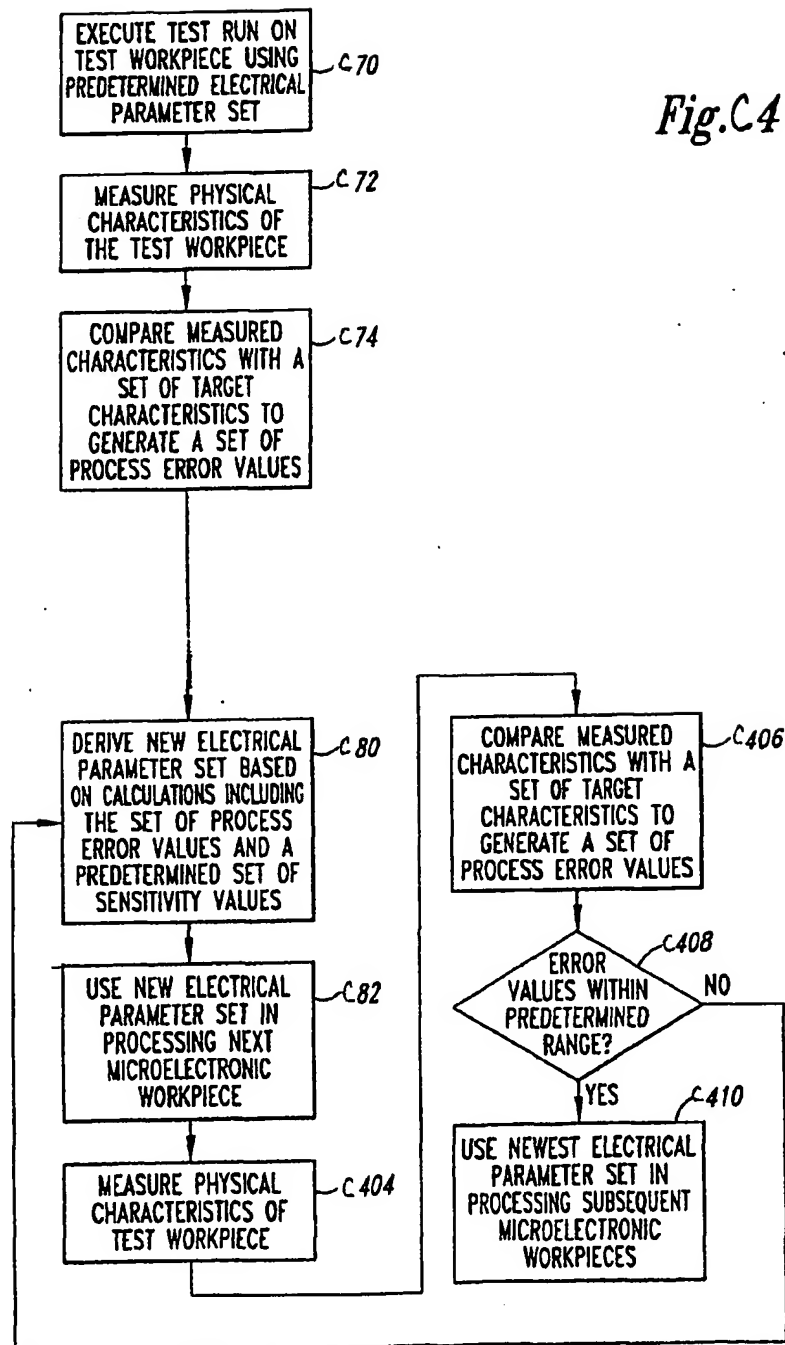 EXECUTE TEST RUN ON
TEST WORKPIECE USING
PREDETERMINED ELECTRICAL
PARAMETER SET
C70
Fig.C4
MEASURE PHYSICAL
CHARACTERISTICS OF
THE TEST WORKPIECE
C72
COMPARE MEASURED
CHARACTERISTICS WITH A
SET OF TARGET
CHARACTERISTICS TO
GENERATE A SET OF
PROCESS ERROR VALUES
C74
DERIVE NEW ELECTRICAL
PARAMETER SET BASED
ON CALCULATIONS INCLUDING
THE SET OF PROCESS
ERROR VALUES AND A
PREDETERMINED SET OF
SENSITIVITY VALUES
C80
USE NEW ELECTRICAL
PARAMETER SET IN
PROCESSING NEXT
MICROELECTRONIC
WORKPIECE
C82
MEASURE PHYSICAL
CHARACTERISTICS OF
TEST WORKPIECE
C404
COMPARE MEASURED
CHARACTERISTICS WITH A
SET OF TARGET
CHARACTERISTICS TO
GENERATE A SET OF
PROCESS ERROR VALUES
C406
ERROR
VALUES WITHIN
PREDETERMINED
RANGE?
C408
NO
YES
C410
USE NEWEST ELECTRICAL
PARAMETER SET IN
PROCESSING SUBSEQUENT
MICROELECTRONIC
WORKPIECES